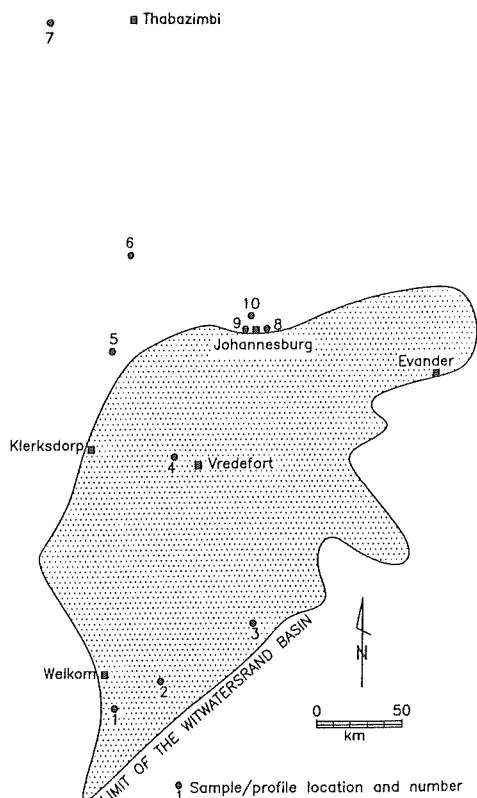 Thabazimbi
7
6
10
9
8
Johannesburg
5
Evander
Klerksdorp
4
Vredefort
3
N
Welkom
2
1
LIMIT OF THE WITWATERSRAND BASIN
0 50
km
Sample/profile location and number
1